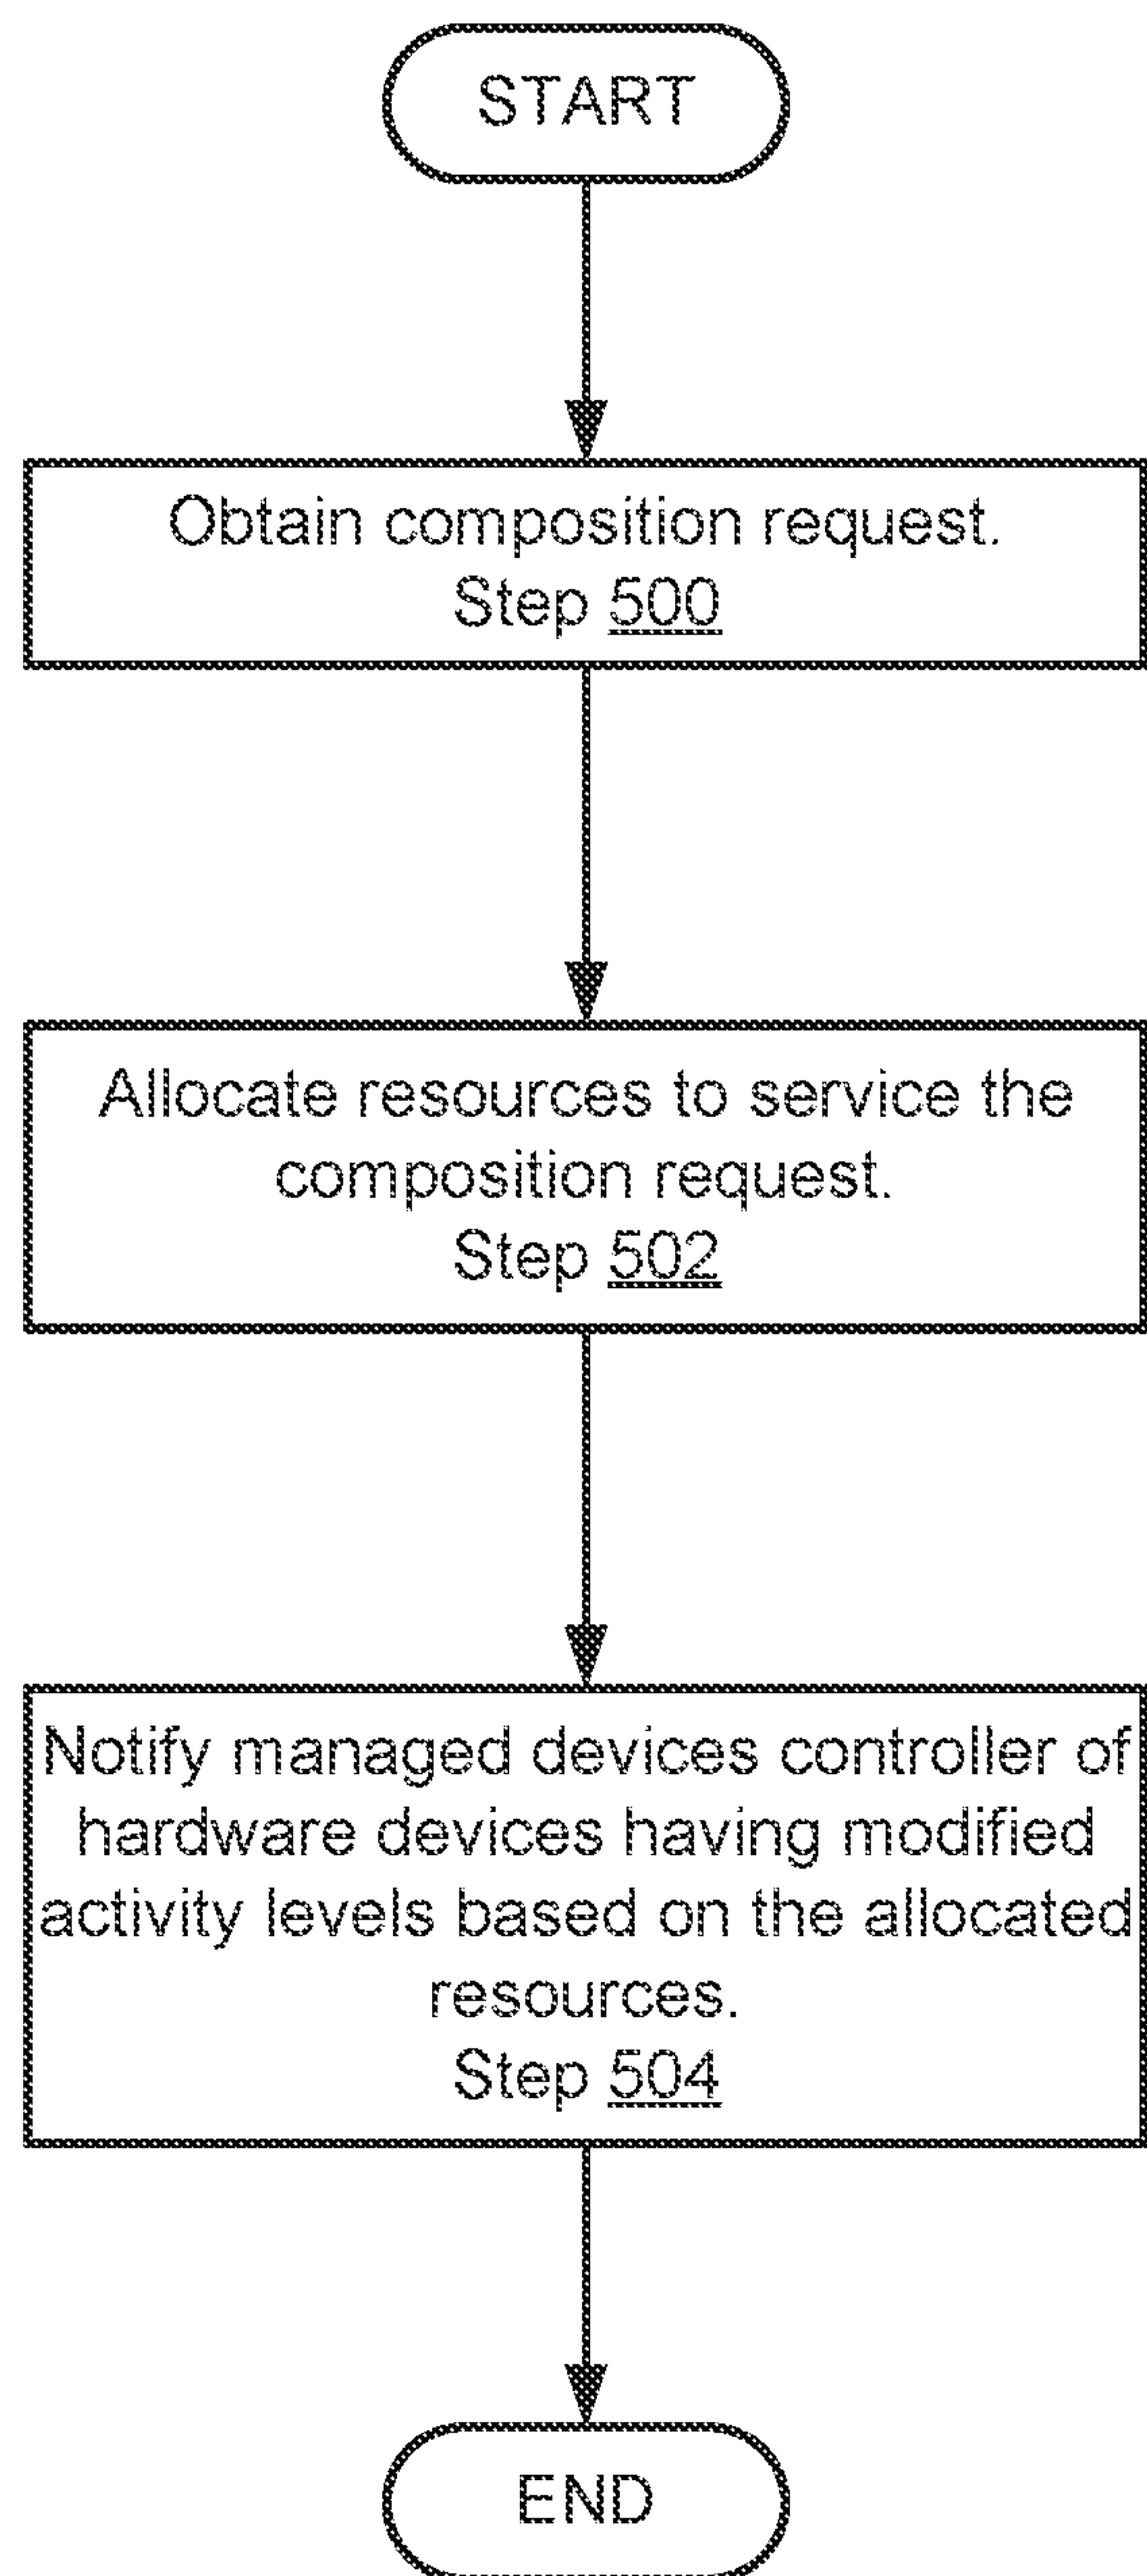 START
Obtain composition request.
Step 500
Allocate resources to service the
composition request.
Step 502
Notify managed devices controller of
hardware devices having modified
activity levels based on the allocated
resources.
Step 504
END